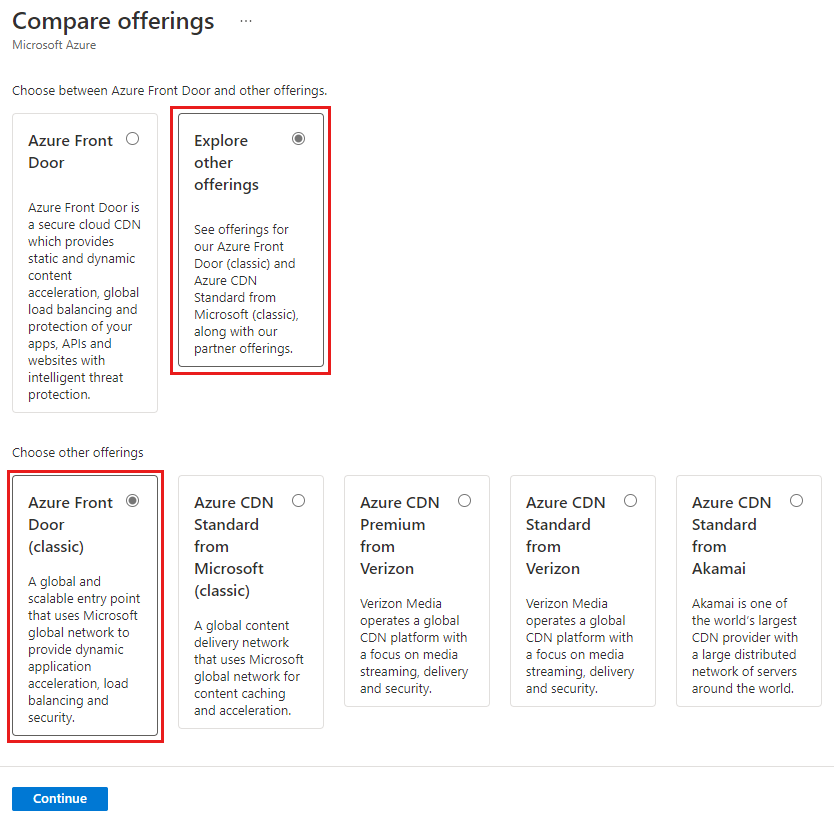 Compare offerings ...
Microsoft Azure
Choose between Azure Front Door and other offerings.
Azure Front
Door
Azure Front Door is
a secure cloud CDN
which provides
static and dynamic
content
acceleration, global
load balancing and
protection of your
apps, APIs and
websites with
intelligent threat
protection.
Explore
other
offerings
See offerings for
our Azure Front
Door (classic) and
Azure CDN
Standard from
Microsoft (classic),
along with our
partner offerings.
Choose other offerings
Azure Front
Door
(classic)
A global and
scalable entry point
that uses Microsoft
global network to
provide dynamic
application
acceleration, load
balancing and
security.
Azure CDN
Standard
from
Microsoft
(classic)
A global content
delivery network
that uses Microsoft
global network for
content caching
and acceleration.
Azure CDN
Premium
from
Verizon
Verizon Media
operates a global
CDN platform with
a focus on media
streaming, delivery
and security.
Azure CDN
Standard
from
Verizon
Verizon Media
operates a global
CDN platform with
a focus on media
streaming, delivery
and security.
Azure CDN
Standard
from
Akamai
Akamai is one of
the world's largest
CDN provider with
a large distributed
network of servers
around the world.
Continue